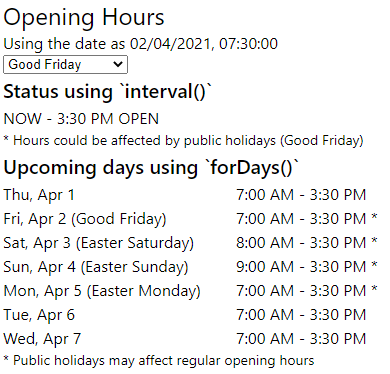 Opening Hours
Using the date as 02/04/2021, 07:30:00
Good Friday
Status using `interval()`
NOW - 3:30 PM OPEN
* Hours could be affected by public holidays (Good Friday)
Upcoming days using `forDays()`
Thu, Apr 1 7:00 AM - 3:30 PM
Fri, Apr 2 (Good Friday) 7:00 AM - 3:30 PM *
Sat, Apr 3 (Easter Saturday) 8:00 AM - 3:30 PM *
Sun, Apr 4 (Easter Sunday) 9:00 AM - 3:30 PM *
Mon, Apr 5 (Easter Monday) 7:00 AM - 3:30 PM *
Tue, Apr 6 7:00 AM - 3:30 PM
Wed, Apr 7 7:00 AM - 3:30 PM
* Public holidays may affect regular opening hours